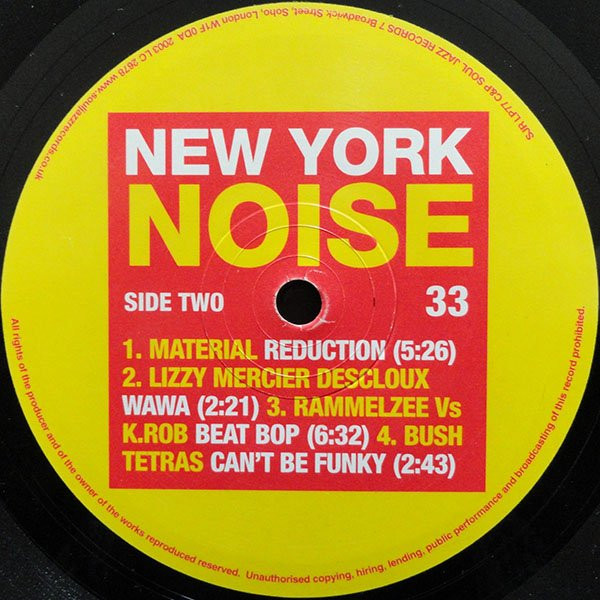 NEW YORK
NOISE
SIDE TWO 33
1. MATERIAL REDUCTION (5:26)
2. LIZZY MERCIER DESCLOUX
WAWA (2:21) 3. RAMMELZEE Vs
K.ROB BEAT BOP (6:32) 4. BUSH
TETRAS CAN'T BE FUNKY (2:43)
SJR LP77 C&P SOUL JAZZ RECORDS 7 Broadwick Street, Soho, London W1F 0DA 2003 LC 2678 www.souljazzrecords.co.uk
All rights of the producer and of the owner of the works reproduced reserved. Unauthorised copying, hiring, lending, public performance and broadcasting of this record prohibited.